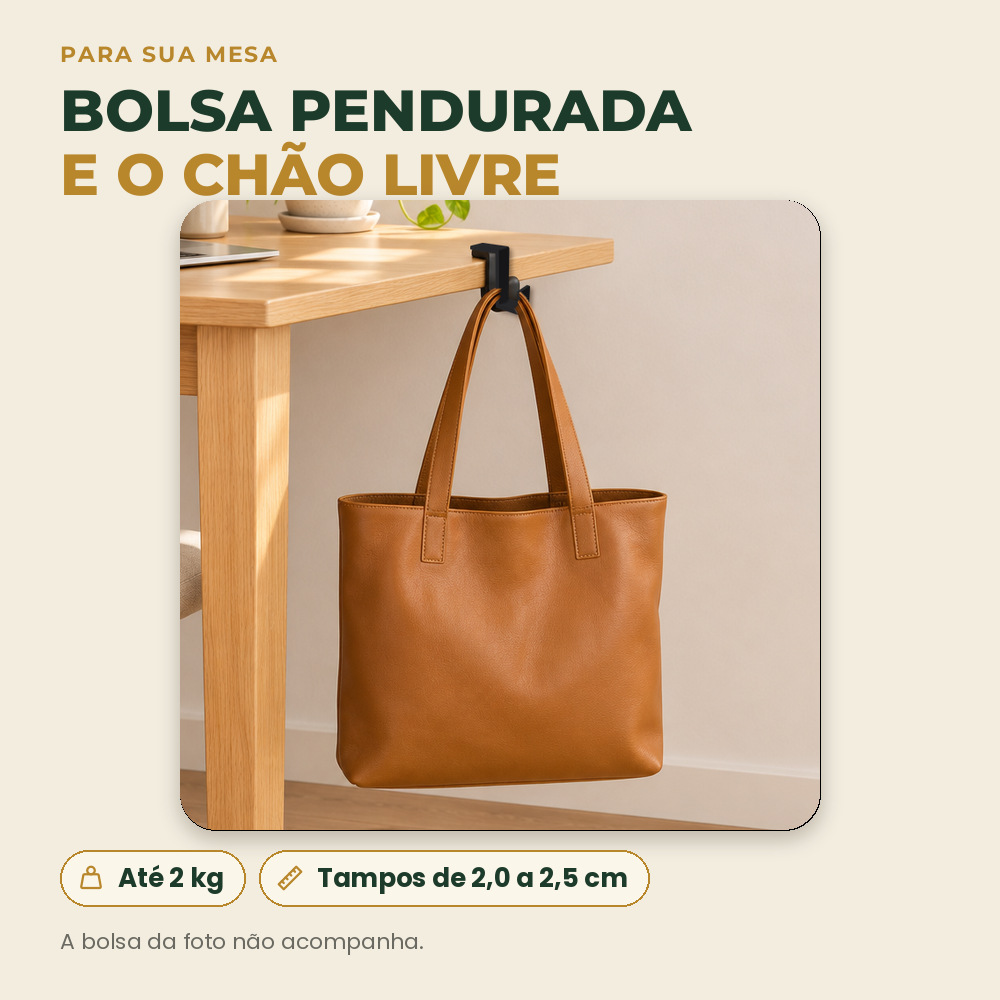 PARA SUA MESA
BOLSA PENDURADA
E O CHÃO LIVRE
Até 2 kg
Tampos de 2,0 a 2,5 cm
A bolsa da foto não acompanha.